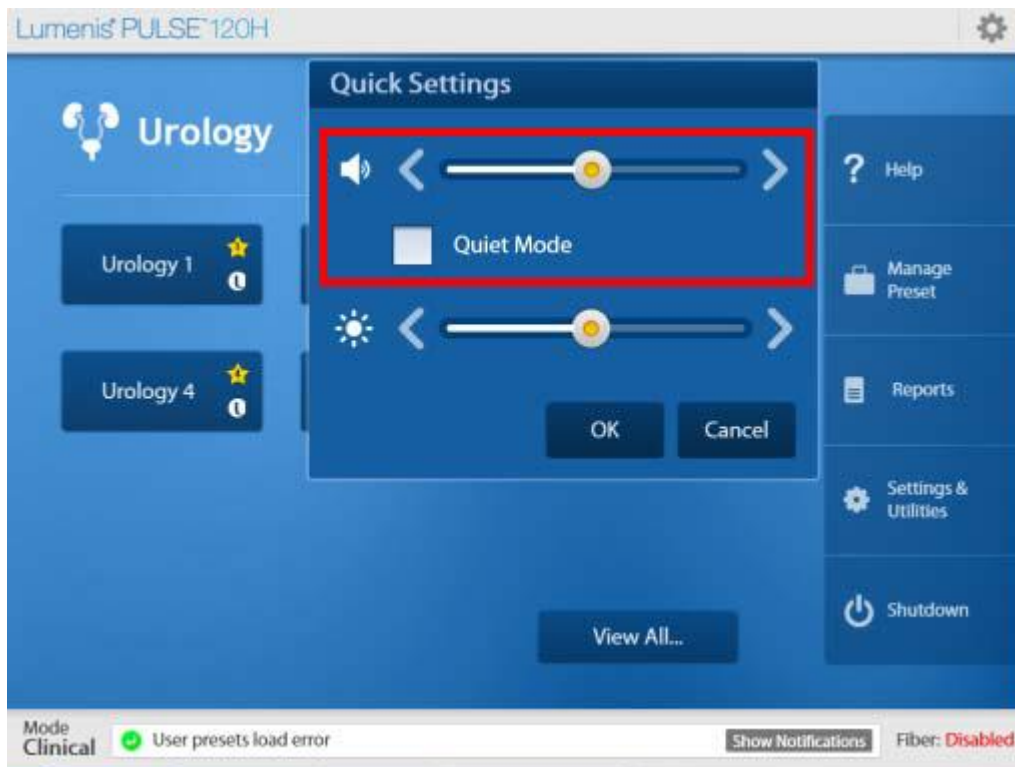 Lumenis® PULSE™ 120H
Quick Settings
Urology
Quiet Mode
Urology 1
Urology 4
OK
Cancel
? Help
Manage
Preset
Reports
Settings &
Utilities
Shutdown
View All...
Mode
Clinical
User presets load error
Show Notifications
Fiber: Disabled